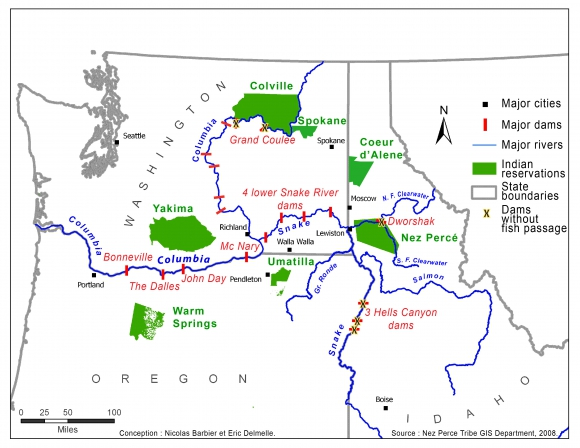 WASHINGTON
Colville
Spokane
Grand Coulee
Spokane
Seattle
Columbia
Coeur
d'Alene
N
Major cities
Major dams
Major rivers
Indian
reservations
State
boundaries
Dams
without
fish passage
4 lower Snake River
dams
Snake
Moscow
N. F. Clearwater
Dworshak
Yakima
Richland
Lewiston
Nez Percé
Columbia
Mc Nary
Walla Walla
S. F. Clearwater
Bonneville
Columbia
Umatilla
Portland
The Dalles
John Day
Pendleton
Gr. Ronde
Salmon
Warm
Springs
3 Hells Canyon
dams
Snake
OREGON
Boise
IDAHO
0 25 50 100
Miles
Conception : Nicolas Barbier et Eric Delmelle.
Source : Nez Perce Tribe GIS Department, 2008.